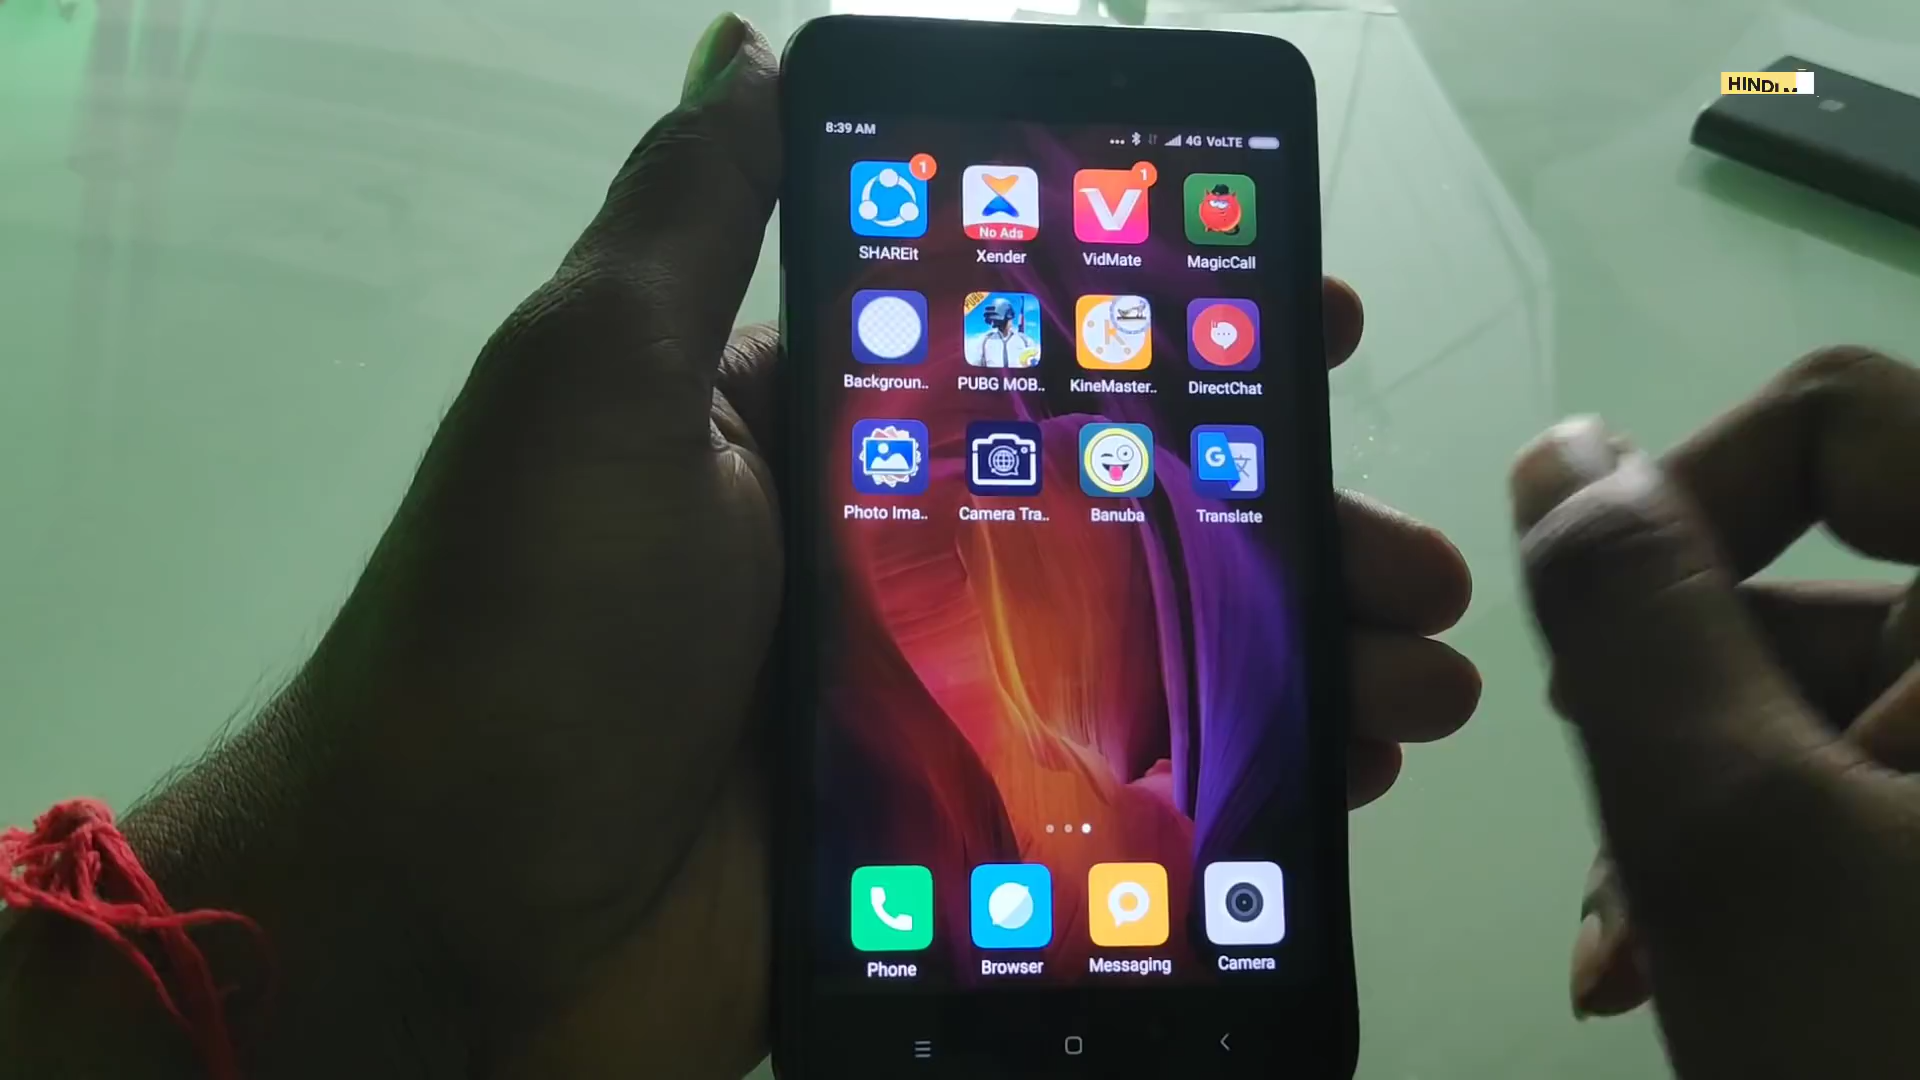 HINDI
8:39 AM
4G VoLTE
1
1
No Ads
SHAREit
Xender
VidMate
MagicCall
PUBG
K
Backgroun..
PUBG MOB..
KineMaster..
DirectChat
G
Photo Ima..
Camera Tra..
Banuba
Translate
Phone
Browser
Messaging
Camera